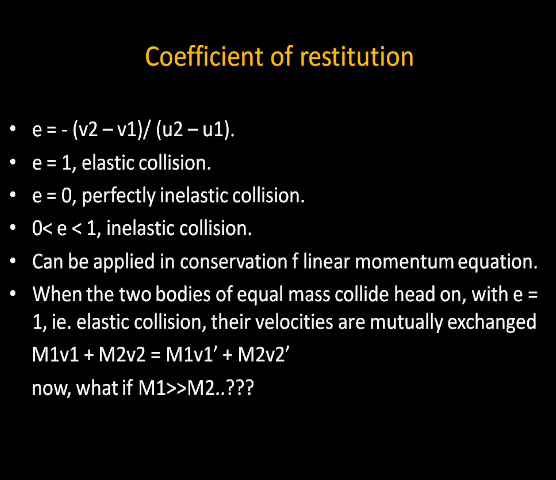 Coefficient of restitution
• e = - (v2 – v1)/ (u2 – u1).
• e = 1, elastic collision.
• e = 0, perfectly inelastic collision.
• 0< e < 1, inelastic collision.
• Can be applied in conservation f linear momentum equation.
• When the two bodies of equal mass collide head on, with e =
1, ie. elastic collision, their velocities are mutually exchanged
M1v1 + M2v2 = M1v1’ + M2v2’
now, what if M1>>M2..???